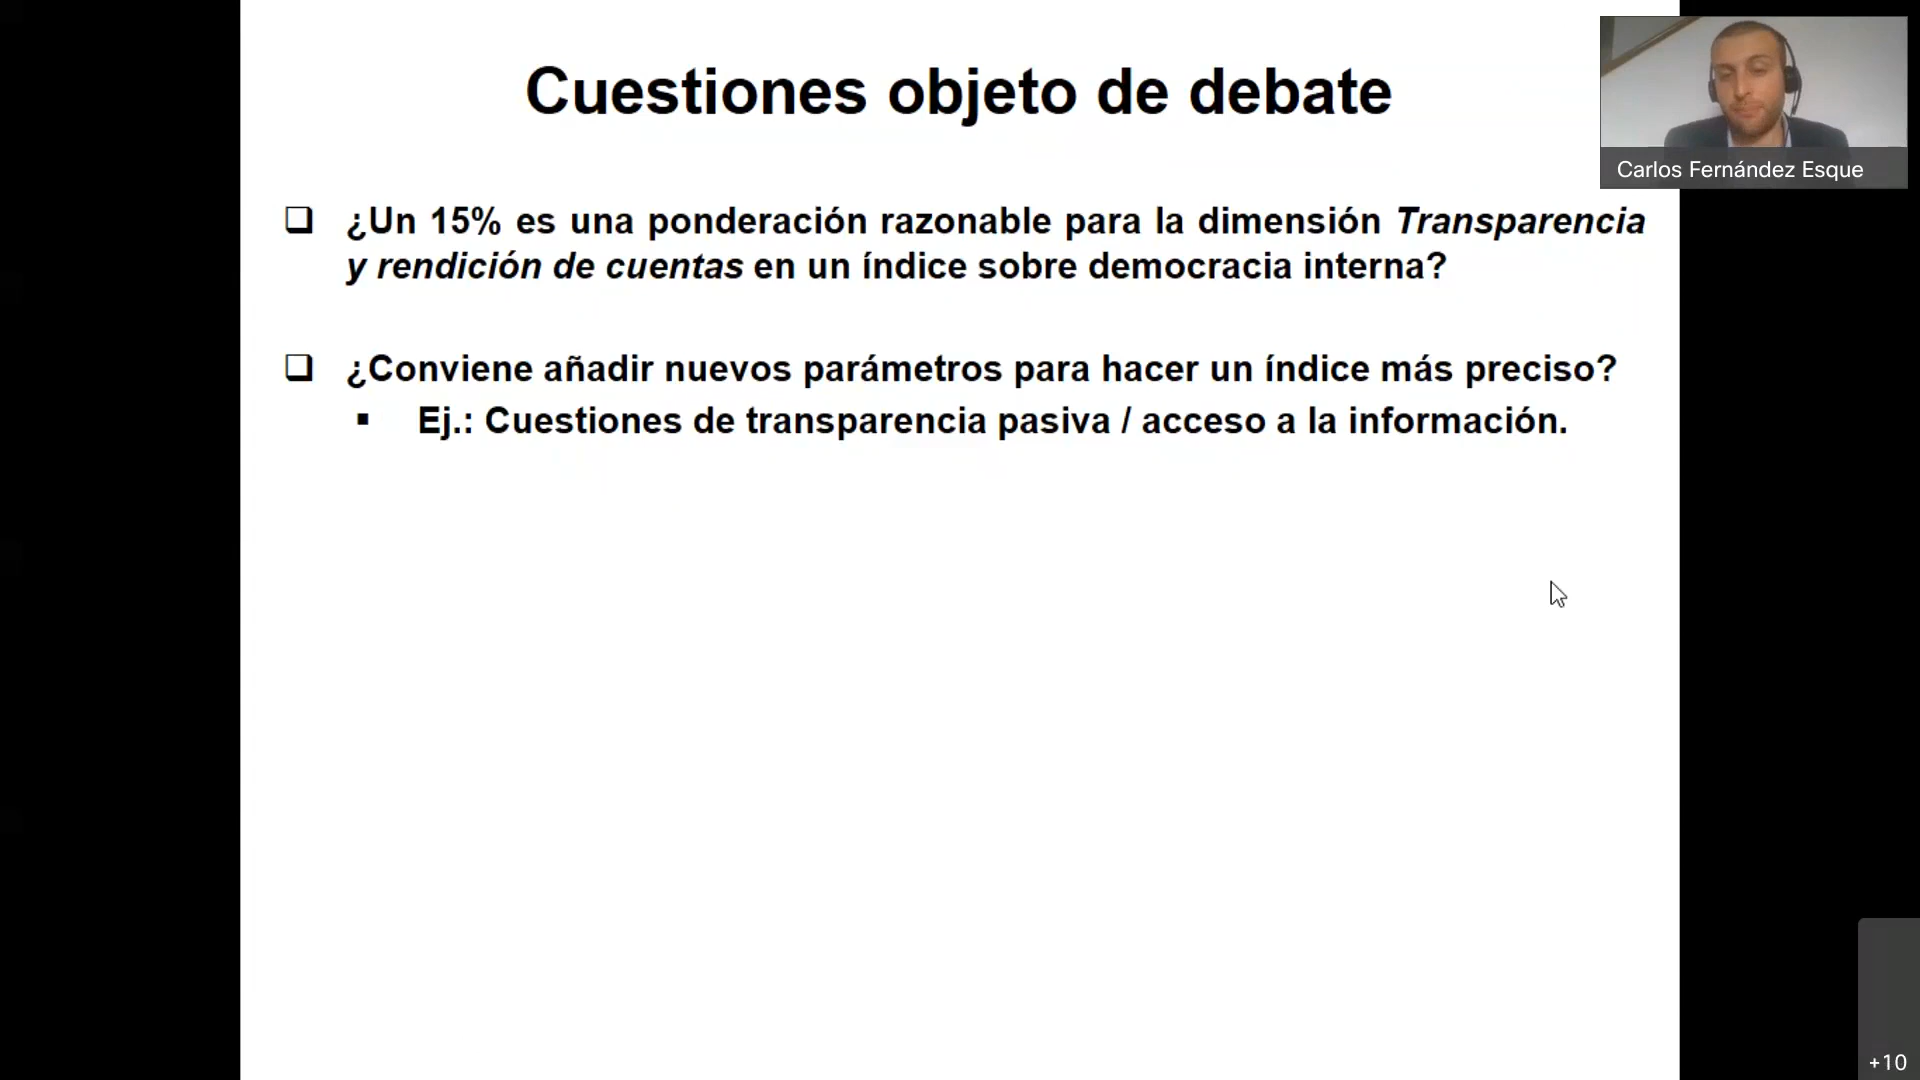 Cuestiones objeto de debate
Carlos Fernández Esque
¿Un 15% es una ponderación razonable para la dimensión Transparencia
y rendición de cuentas en un índice sobre democracia interna?
¿Conviene añadir nuevos parámetros para hacer un índice más preciso?
Ej.: Cuestiones de transparencia pasiva / acceso a la información.
+10